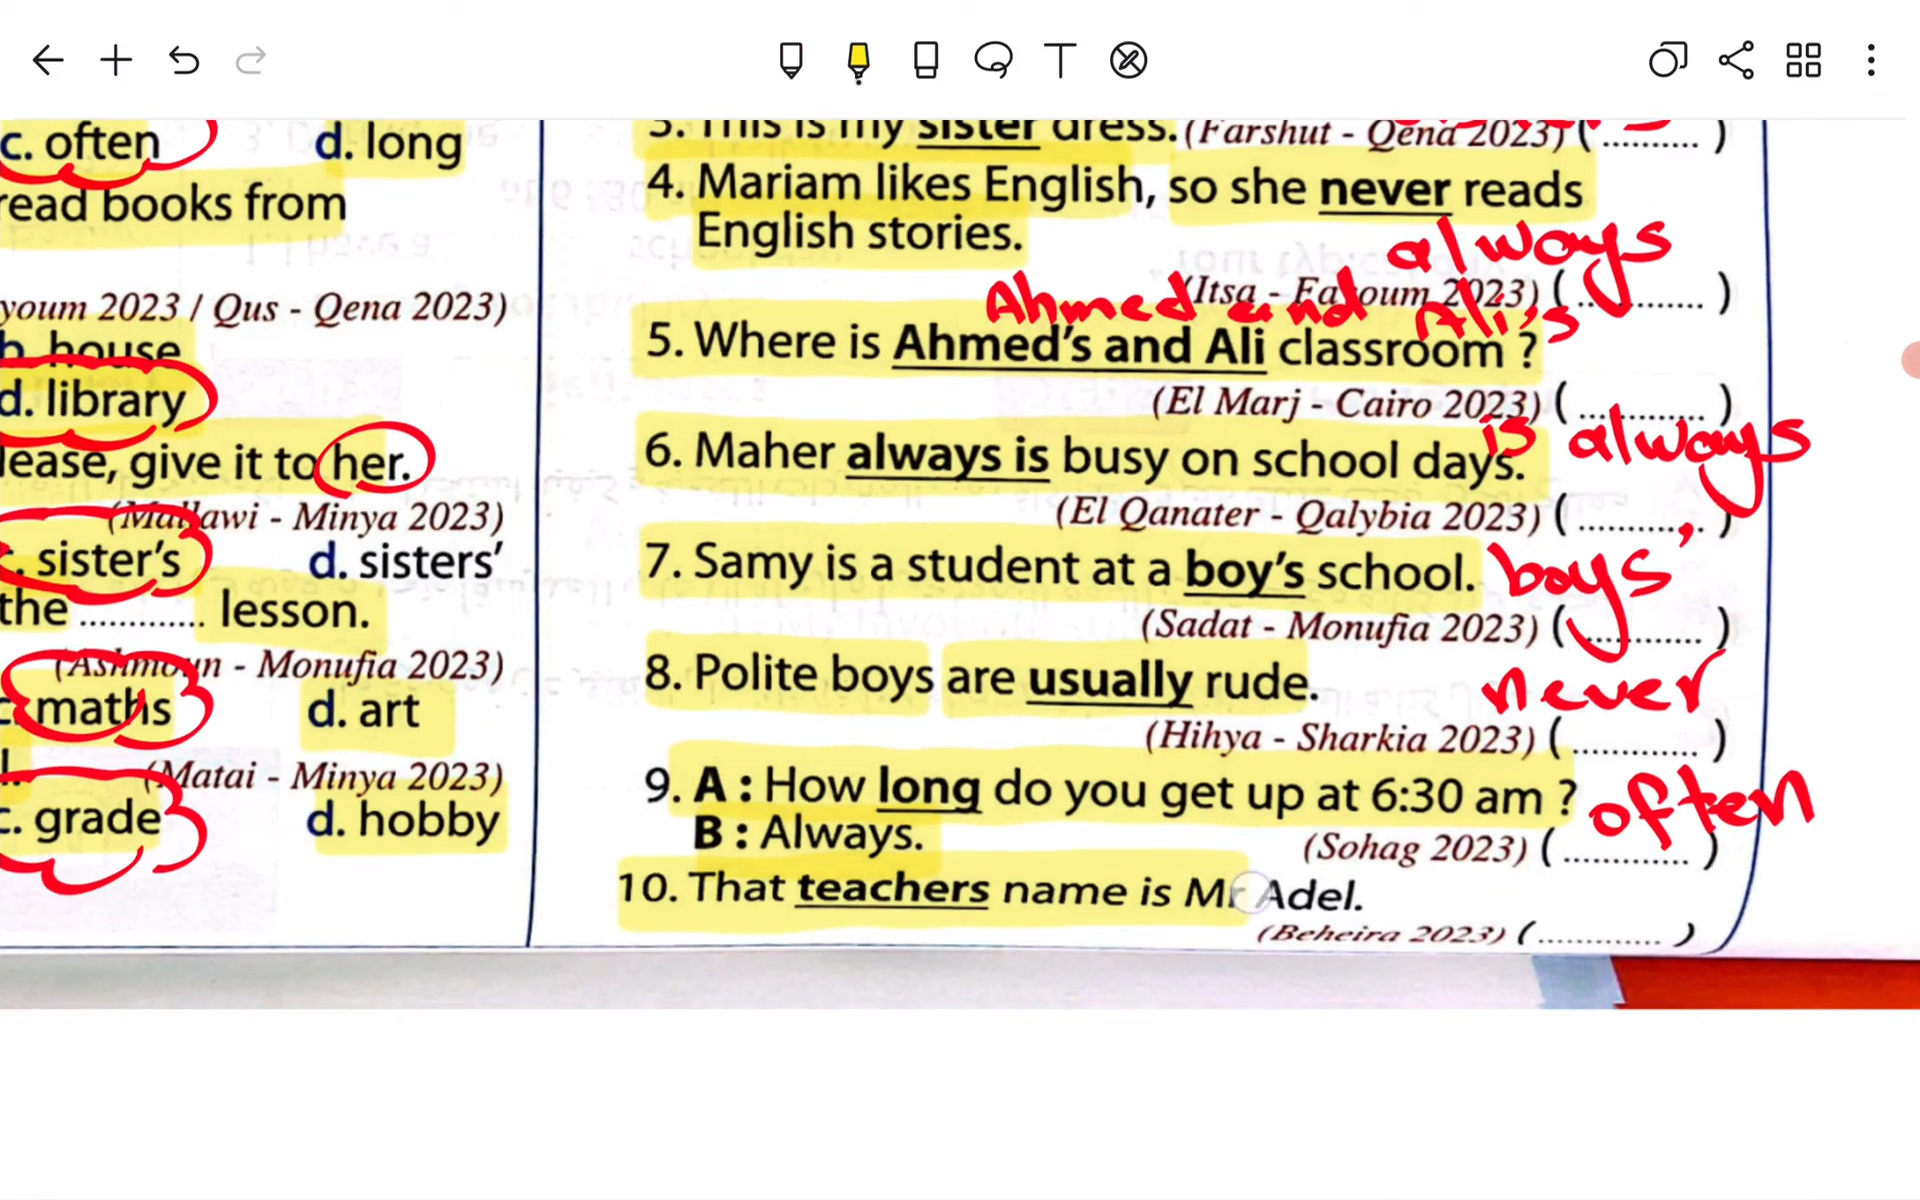 c. often d. long
read books from
youm 2023 / Qus - Qena 2023)
b. house
d. library
lease, give it to her.
(Mallawi - Minya 2023)
c. sister's d. sisters'
the ............. lesson.
(Ashmoun - Monufia 2023)
c. maths d. art
(Matai - Minya 2023)
c. grade d. hobby
3. This is my sister dress. (Farshut - Qena 2023) (.......... )
4. Mariam likes English, so she never reads
English stories.
always
(Itsa - Fayoum 2023) ( ............. )
Ahmed and Ali's
5. Where is Ahmed's and Ali classroom ?
(El Marj - Cairo 2023) ( ............. )
is always
6. Maher always is busy on school days.
(El Qanater - Qalybia 2023) ( ............. )
7. Samy is a student at a boy's school. boys'
(Sadat - Monufia 2023) ( ............. )
8. Polite boys are usually rude. never
(Hihya - Sharkia 2023) ( ............. )
9. A : How long do you get up at 6:30 am ? often
B : Always. (Sohag 2023) ( ............. )
10. That teachers name is Mr Adel.
(Beheira 2023) ( ............. )